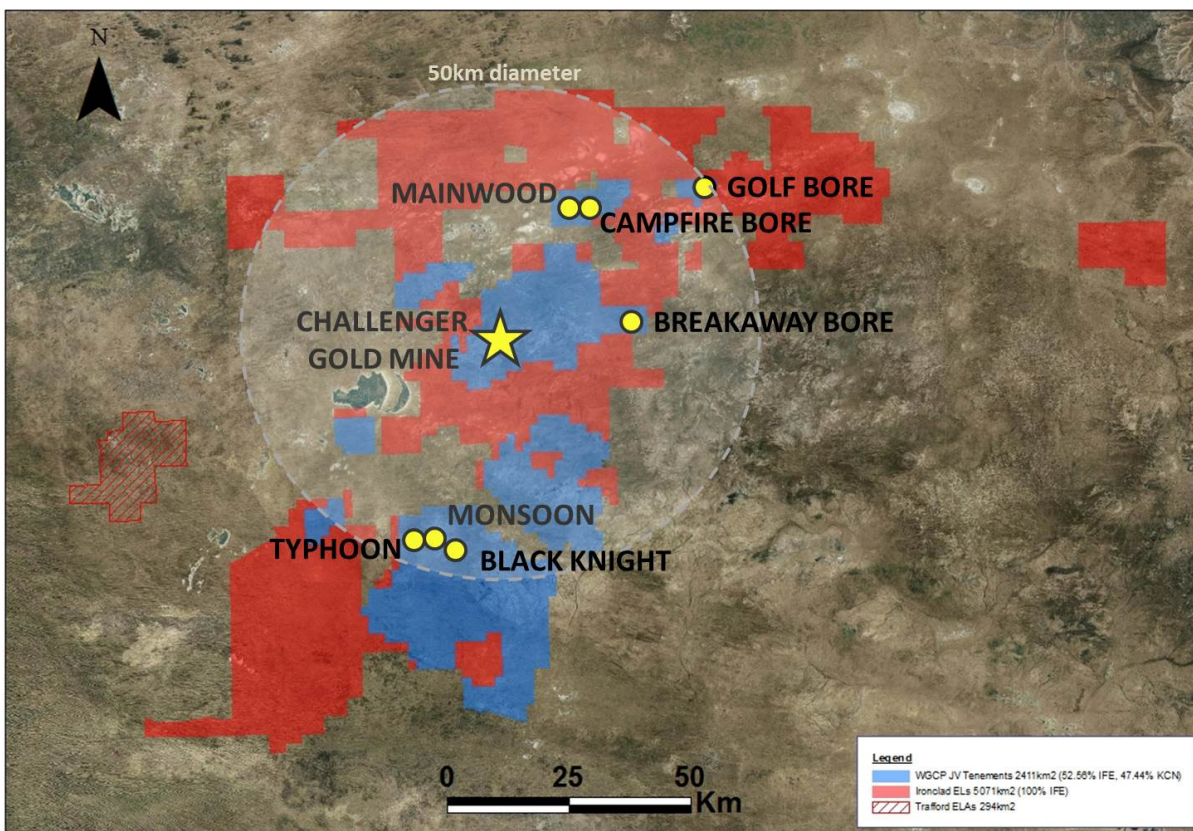 N
50km diameter
MAINWOOD
GOLF BORE
CAMPFIRE BORE
CHALLENGER
GOLD MINE
BREAKAWAY BORE
MONSOON
TYPHOON
BLACK KNIGHT
0 25 50
Km
Legend
WGCP JV Tenements 2411km2 (52.56% IFE, 47.44% KCN)
Ironclad ELs 5071km2 (100% IFE)
Trafford ELAs 294km2